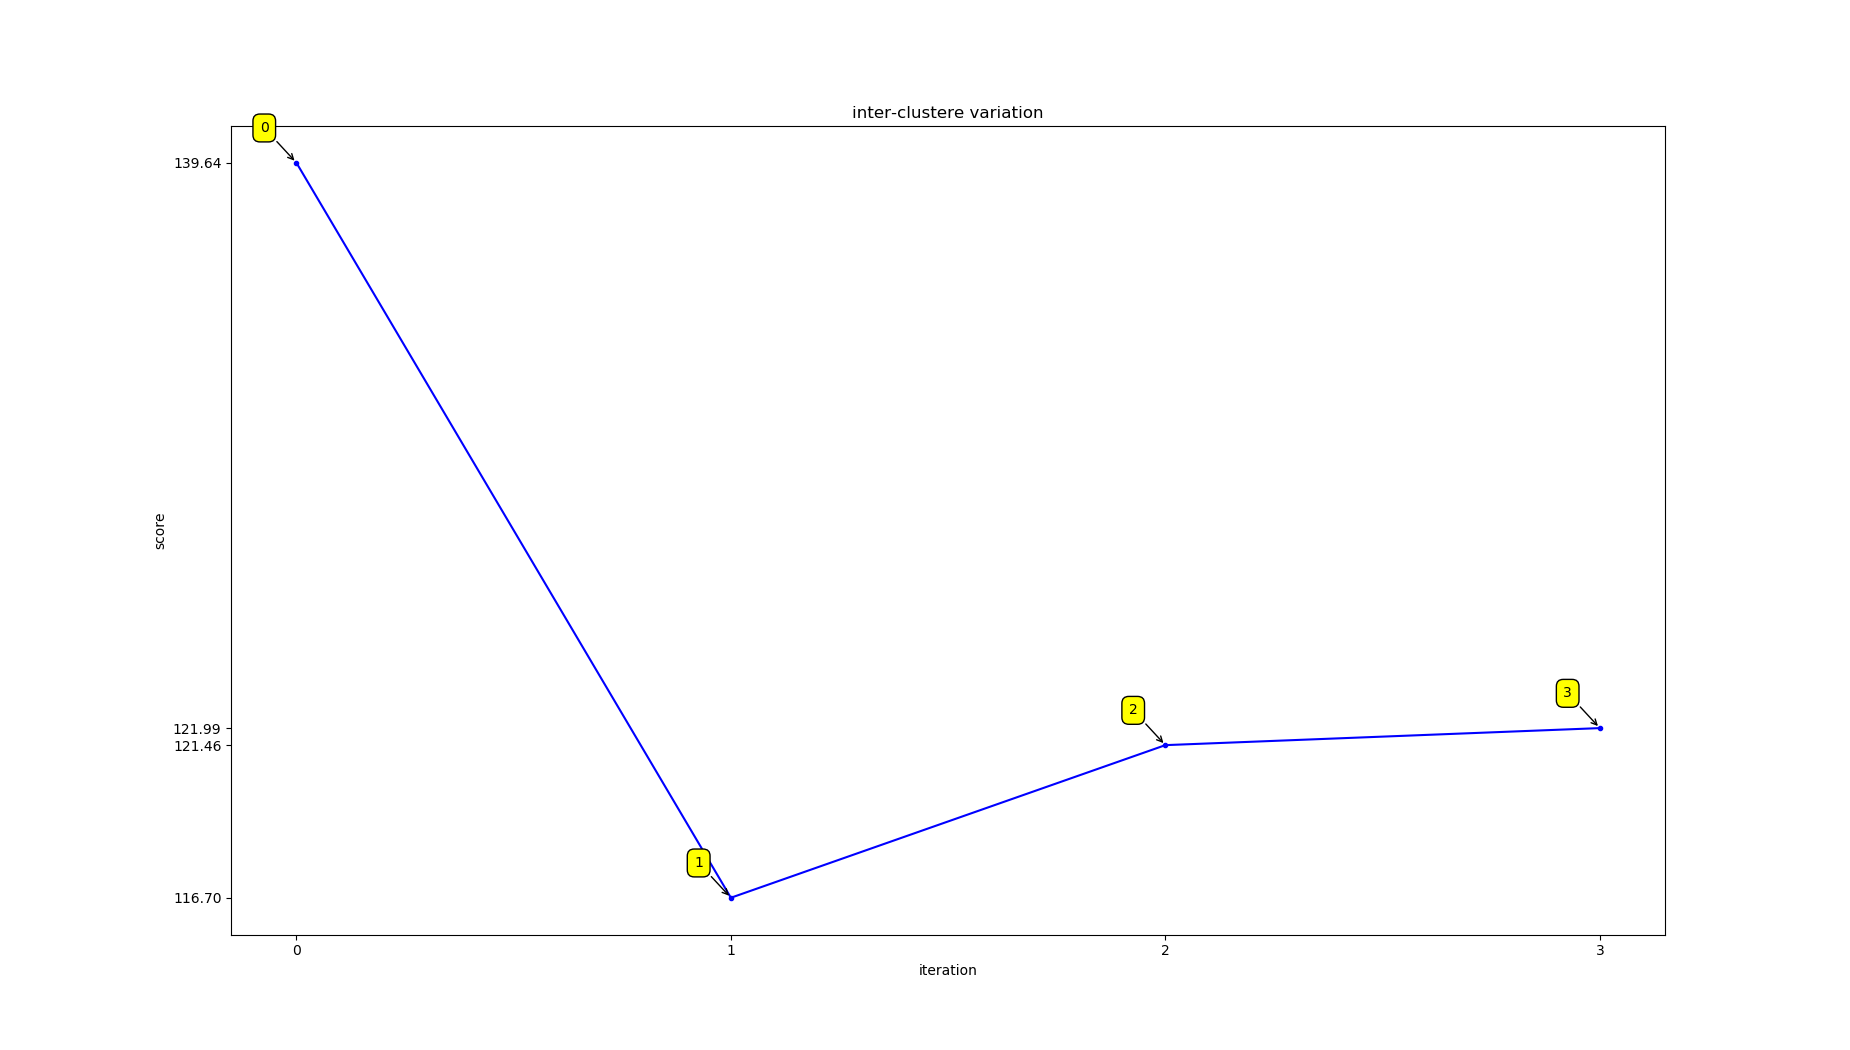 inter-clustere variation
0
139.64
score
3
2
121.99
121.46
1
116.70
0 1 2 3
iteration